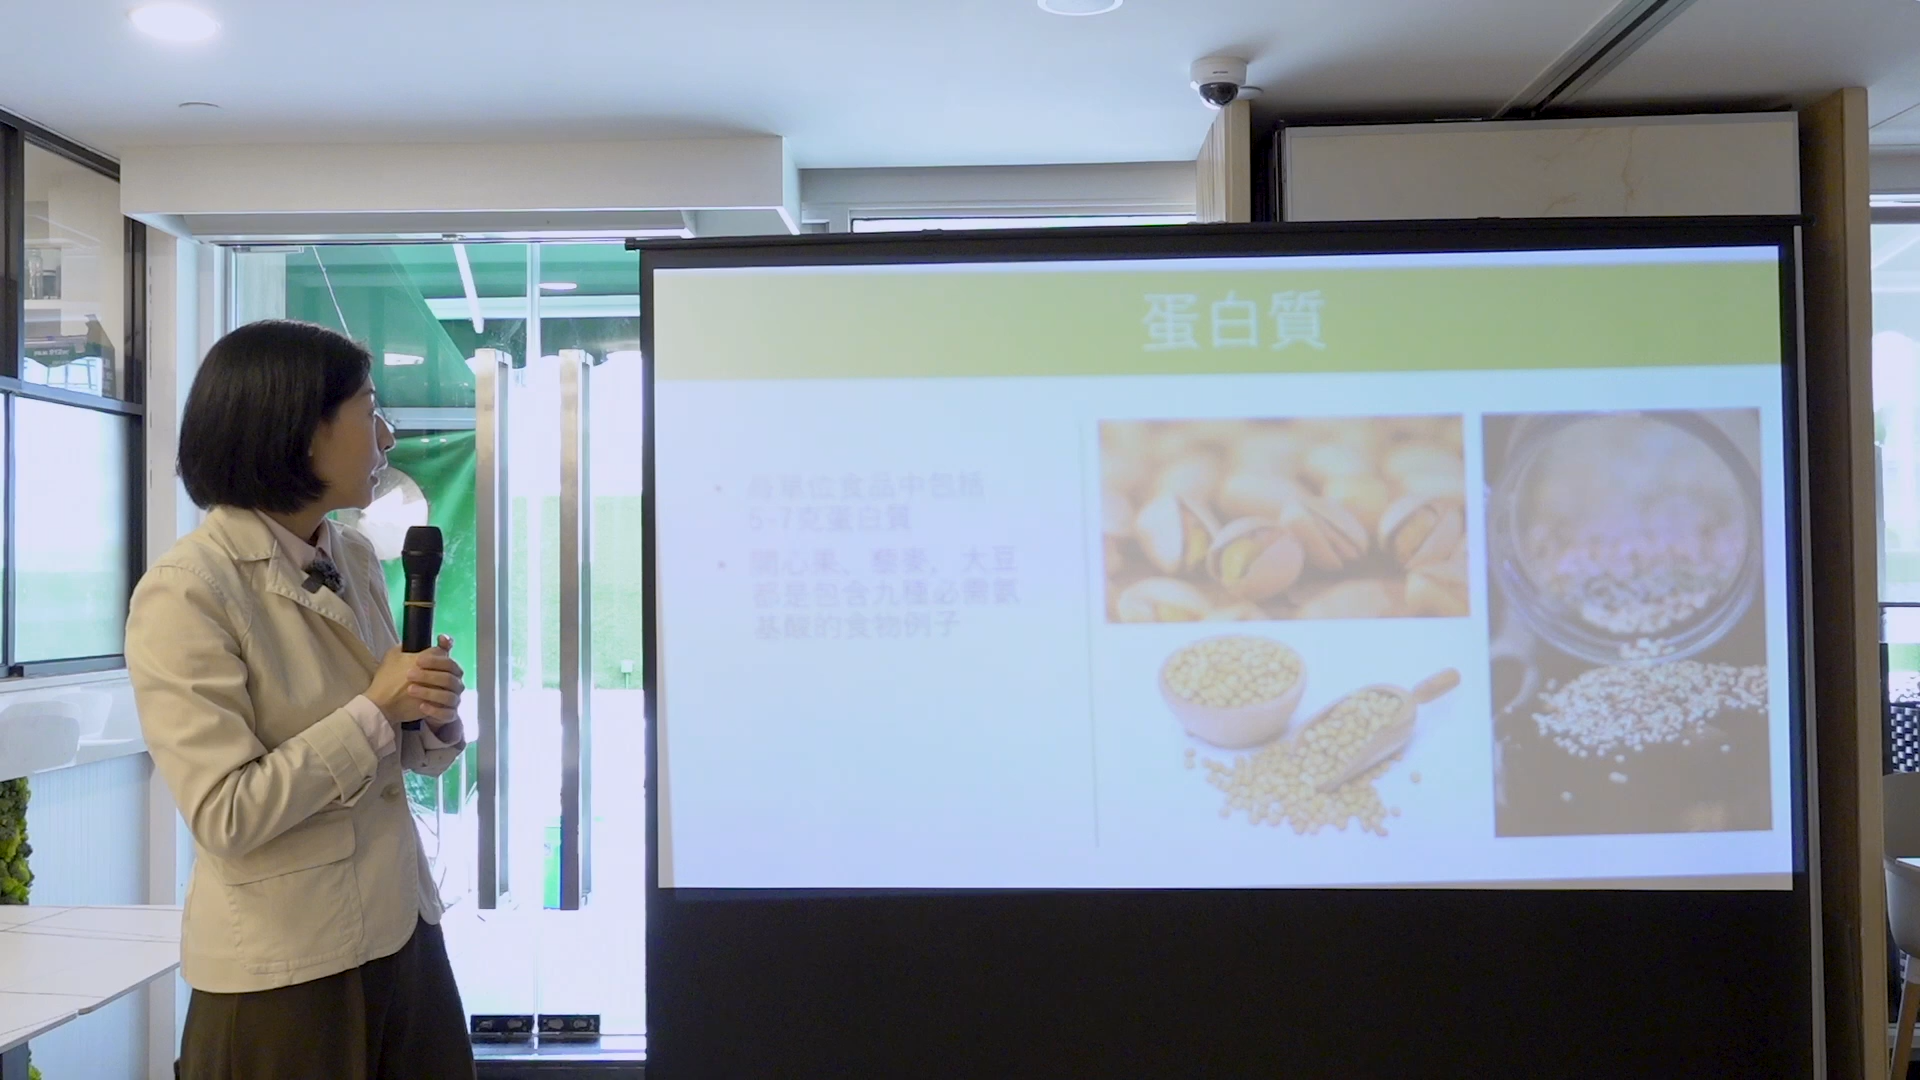 蛋白質
• 每單位食品中包括
5-7克蛋白質
• 開心果、藜麥、大豆
都是包含九種必需氨
基酸的食物例子